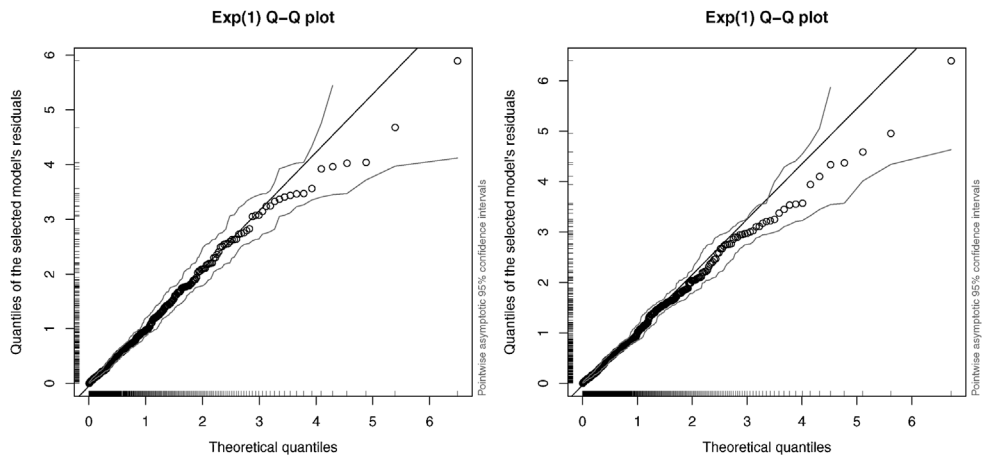 Exp(1) Q−Q plot
Quantiles of the selected model's residuals
6
5
4
3
2
1
0
0 1 2 3 4 5 6
Theoretical quantiles
Pointwise asymptotic 95% confidence intervals
Exp(1) Q−Q plot
Quantiles of the selected model's residuals
6
5
4
3
2
1
0
0 1 2 3 4 5 6
Theoretical quantiles
Pointwise asymptotic 95% confidence intervals